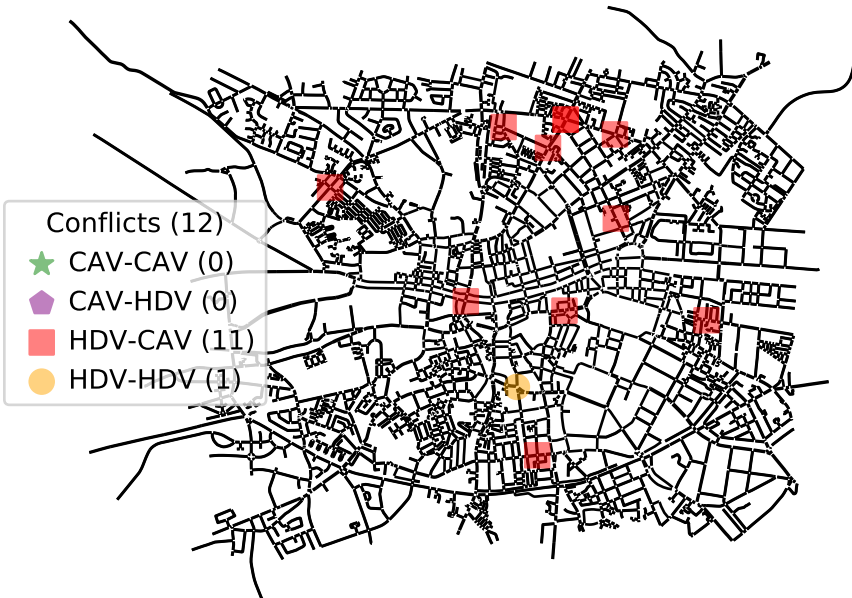 Conflicts (12)
CAV-CAV (0)
CAV-HDV (0)
HDV-CAV (11)
HDV-HDV (1)